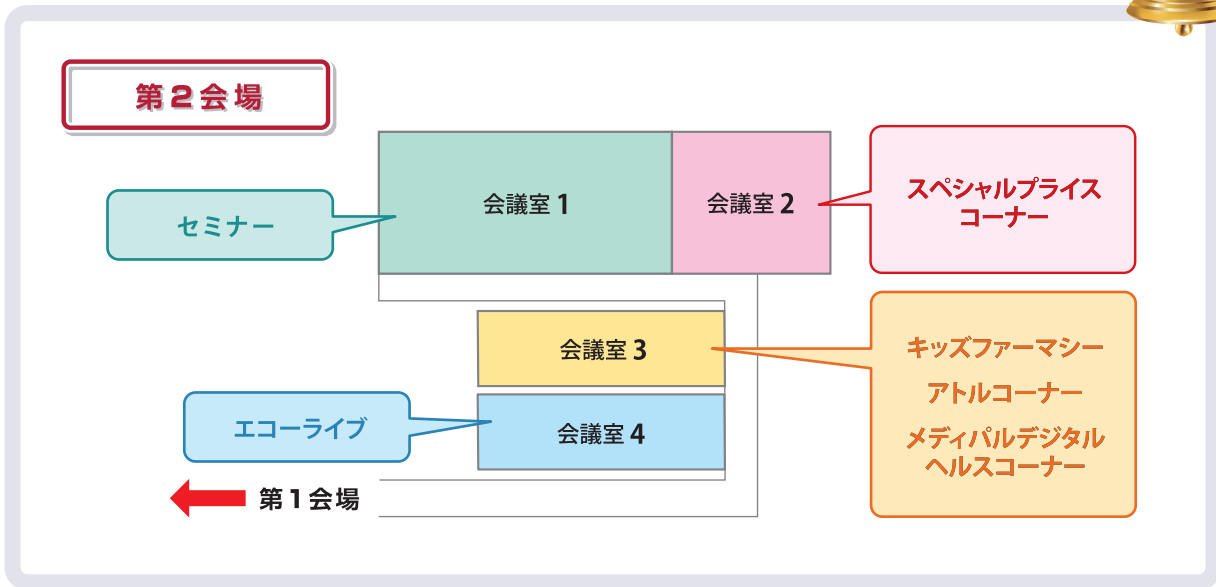 第2会場
会議室 1
会議室 2
スペシャルプライス
コーナー
セミナー
会議室 3
キッズファーマシー
アトルコーナー
メディパルデジタル
ヘルスコーナー
エコーライブ
会議室 4
第1会場